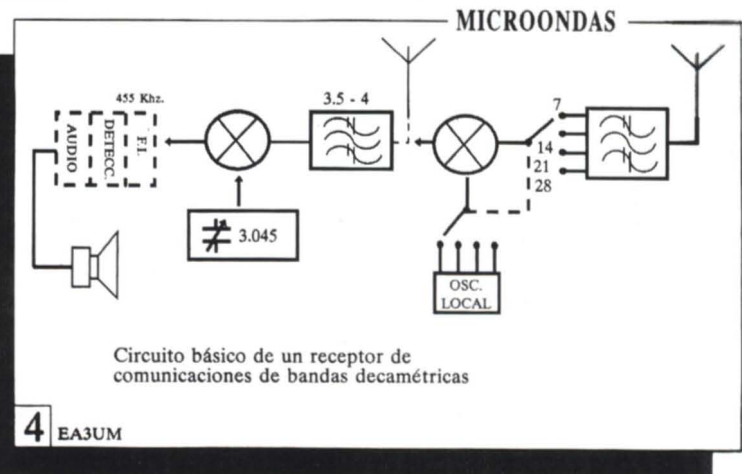 MICROONDAS
455 Khz.
3.5 - 4
7
14
21
28
AUDIO
DETECC.
F.I.
3.045
OSC.
LOCAL
Circuito básico de un receptor de
comunicaciones de bandas decamétricas
4 EA3UM